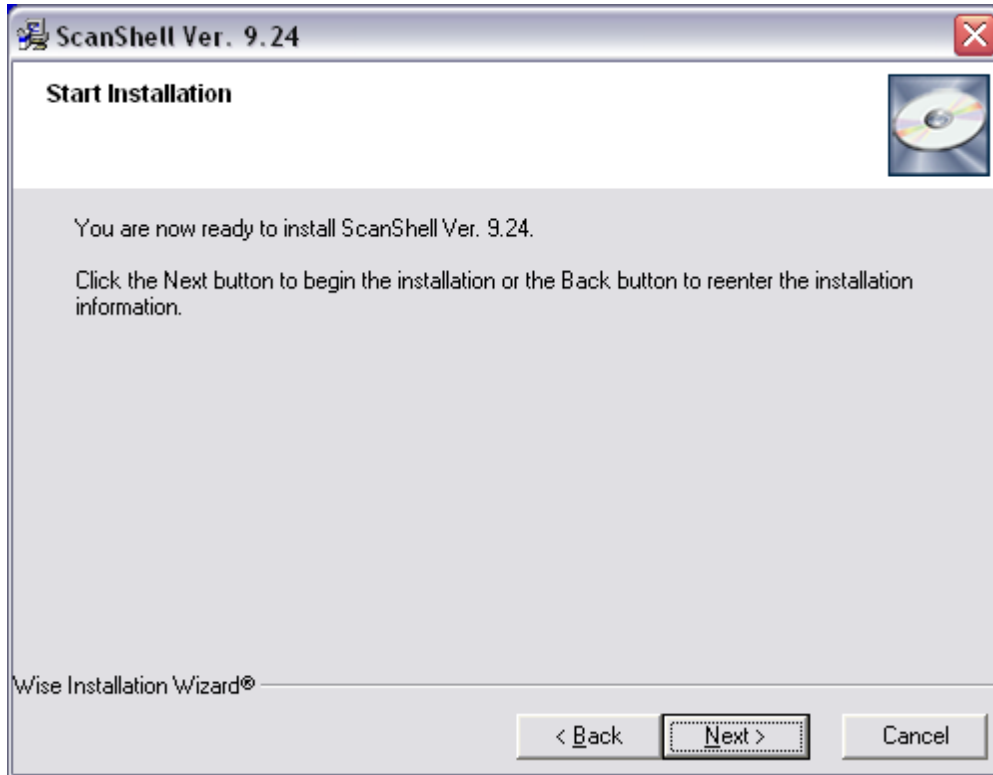 ScanShell Ver. 9.24
Start Installation
You are now ready to install ScanShell Ver. 9.24.
Click the Next button to begin the installation or the Back button to reenter the installation
information.
Wise Installation Wizard®
< Back
Next >
Cancel